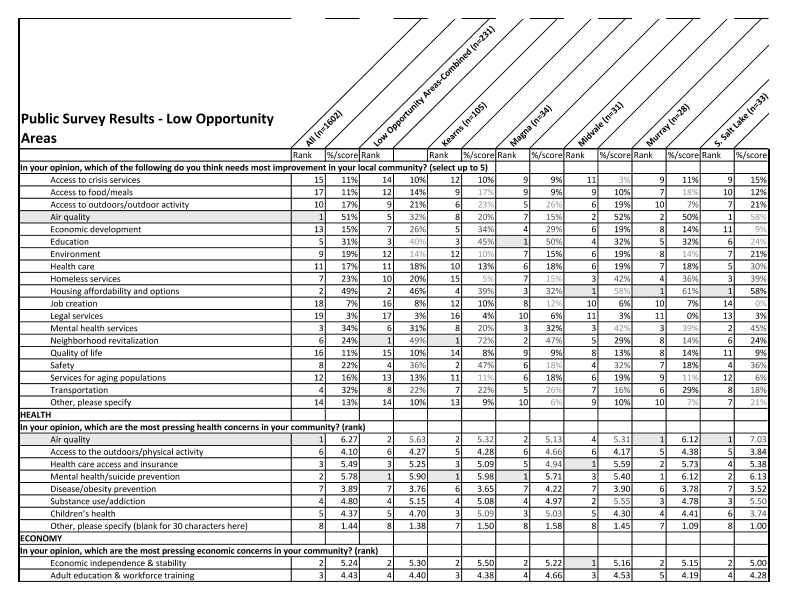 Public Survey Results - Low Opportunity
Areas
All (n=1602)
Low Opportunity Areas-Combined (n=231)
Kearns (n=105)
Magna (n=34)
Midvale (n=31)
Murray (n=28)
S. Salt Lake (n=33)
Rank %/score Rank Rank %/score Rank %/score Rank %/score Rank %/score Rank %/score
In your opinion, which of the following do you think needs most improvement in your local community? (select up to 5)
Access to crisis services 15 11% 14 10% 12 10% 9 9% 11 3% 9 11% 9 15%
Access to food/meals 17 11% 12 14% 9 17% 9 9% 9 10% 7 18% 10 12%
Access to outdoors/outdoor activity 10 17% 9 21% 6 23% 5 26% 6 19% 10 7% 7 21%
Air quality 1 51% 5 32% 8 20% 7 15% 2 52% 2 50% 1 58%
Economic development 13 15% 7 26% 5 34% 4 29% 6 19% 8 14% 11 9%
Education 5 31% 3 40% 3 45% 1 50% 4 32% 5 32% 6 24%
Environment 9 19% 12 14% 12 10% 7 15% 6 19% 8 14% 7 21%
Health care 11 17% 11 18% 10 13% 6 18% 6 19% 7 18% 5 30%
Homeless services 7 23% 10 20% 15 5% 7 15% 3 42% 4 36% 3 39%
Housing affordability and options 2 49% 2 46% 4 39% 3 32% 1 58% 1 61% 1 58%
Job creation 18 7% 16 8% 12 10% 8 12% 10 6% 10 7% 14 0%
Legal services 19 3% 17 3% 16 4% 10 6% 11 3% 11 0% 13 3%
Mental health services 3 34% 6 31% 8 20% 3 32% 3 42% 3 39% 2 45%
Neighborhood revitalization 6 24% 1 49% 1 72% 2 47% 5 29% 8 14% 6 24%
Quality of life 16 11% 15 10% 14 8% 9 9% 8 13% 8 14% 11 9%
Safety 8 22% 4 36% 2 47% 6 18% 4 32% 7 18% 4 36%
Services for aging populations 12 16% 13 13% 11 11% 6 18% 6 19% 9 11% 12 6%
Transportation 4 32% 8 22% 7 22% 5 26% 7 16% 6 29% 8 18%
Other, please specify 14 13% 14 10% 13 9% 10 6% 9 10% 10 7% 7 21%
HEALTH
In your opinion, which are the most pressing health concerns in your community? (rank)
Air quality 1 6.27 2 5.63 2 5.32 2 5.13 4 5.31 1 6.12 1 7.03
Access to the outdoors/physical activity 6 4.10 6 4.27 5 4.28 6 4.66 6 4.17 5 4.38 5 3.84
Health care access and insurance 3 5.49 3 5.25 3 5.09 5 4.94 1 5.59 2 5.73 4 5.38
Mental health/suicide prevention 2 5.78 1 5.90 1 5.98 1 5.71 3 5.40 1 6.12 2 6.13
Disease/obesity prevention 7 3.89 7 3.76 6 3.65 7 4.22 7 3.90 6 3.78 7 3.52
Substance use/addiction 4 4.80 4 5.15 4 5.08 4 4.97 2 5.55 3 4.78 3 5.50
Children's health 5 4.37 5 4.70 3 5.09 3 5.03 5 4.30 4 4.41 6 3.74
Other, please specify (blank for 30 characters here) 8 1.44 8 1.38 7 1.50 8 1.58 8 1.45 7 1.09 8 1.00
ECONOMY
In your opinion, which are the most pressing economic concerns in your community? (rank)
Economic independence & stability 2 5.24 2 5.30 2 5.50 2 5.22 1 5.16 2 5.15 2 5.00
Adult education & workforce training 3 4.43 4 4.40 3 4.38 4 4.66 3 4.53 5 4.19 4 4.28